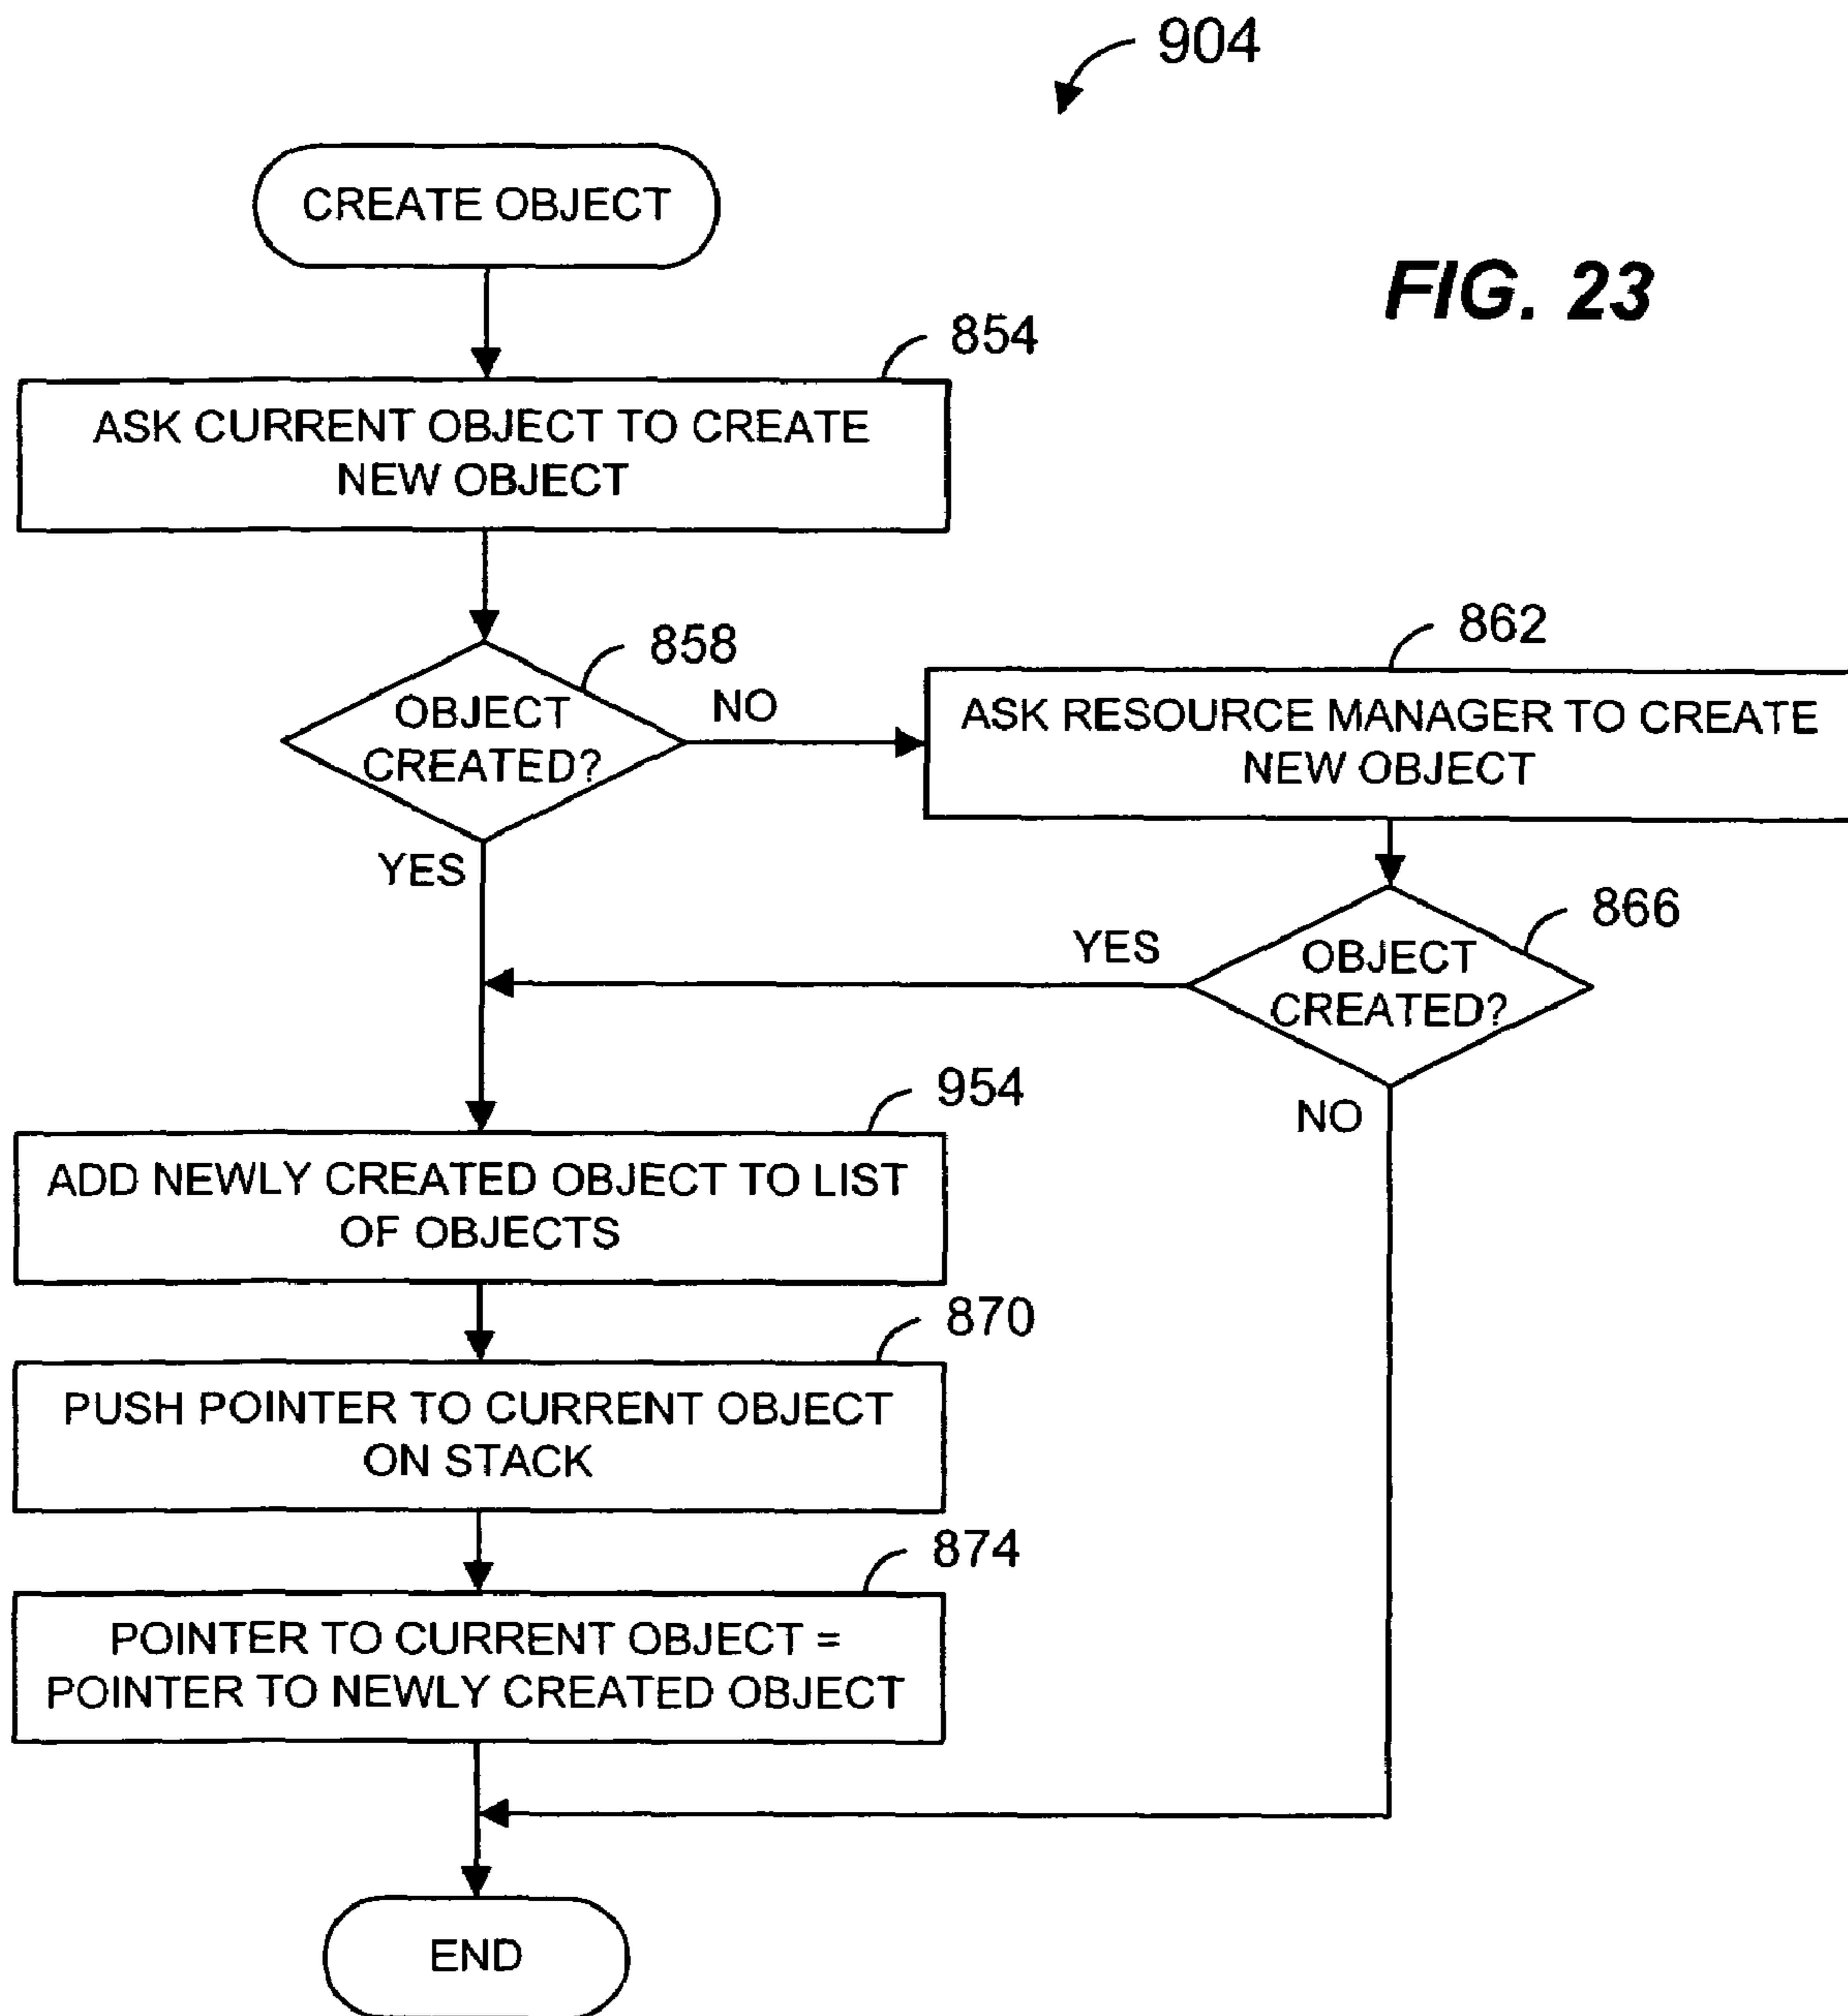 904
CREATE OBJECT
FIG. 23
854
ASK CURRENT OBJECT TO CREATE
NEW OBJECT
858
OBJECT
CREATED?
NO
862
ASK RESOURCE MANAGER TO CREATE
NEW OBJECT
YES
866
OBJECT
CREATED?
YES
NO
954
ADD NEWLY CREATED OBJECT TO LIST
OF OBJECTS
870
PUSH POINTER TO CURRENT OBJECT
ON STACK
874
POINTER TO CURRENT OBJECT =
POINTER TO NEWLY CREATED OBJECT
END